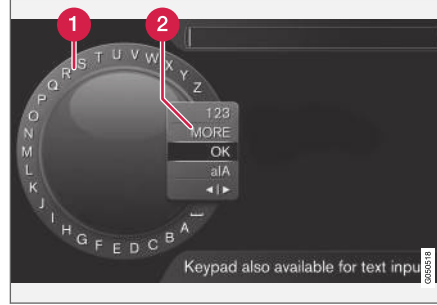 1
2
A B C D E F G H I J K L M N O P Q R S T U V W X Y Z
123
MORE
OK
a|A
◄|►
Keypad also available for text inpu
G050518